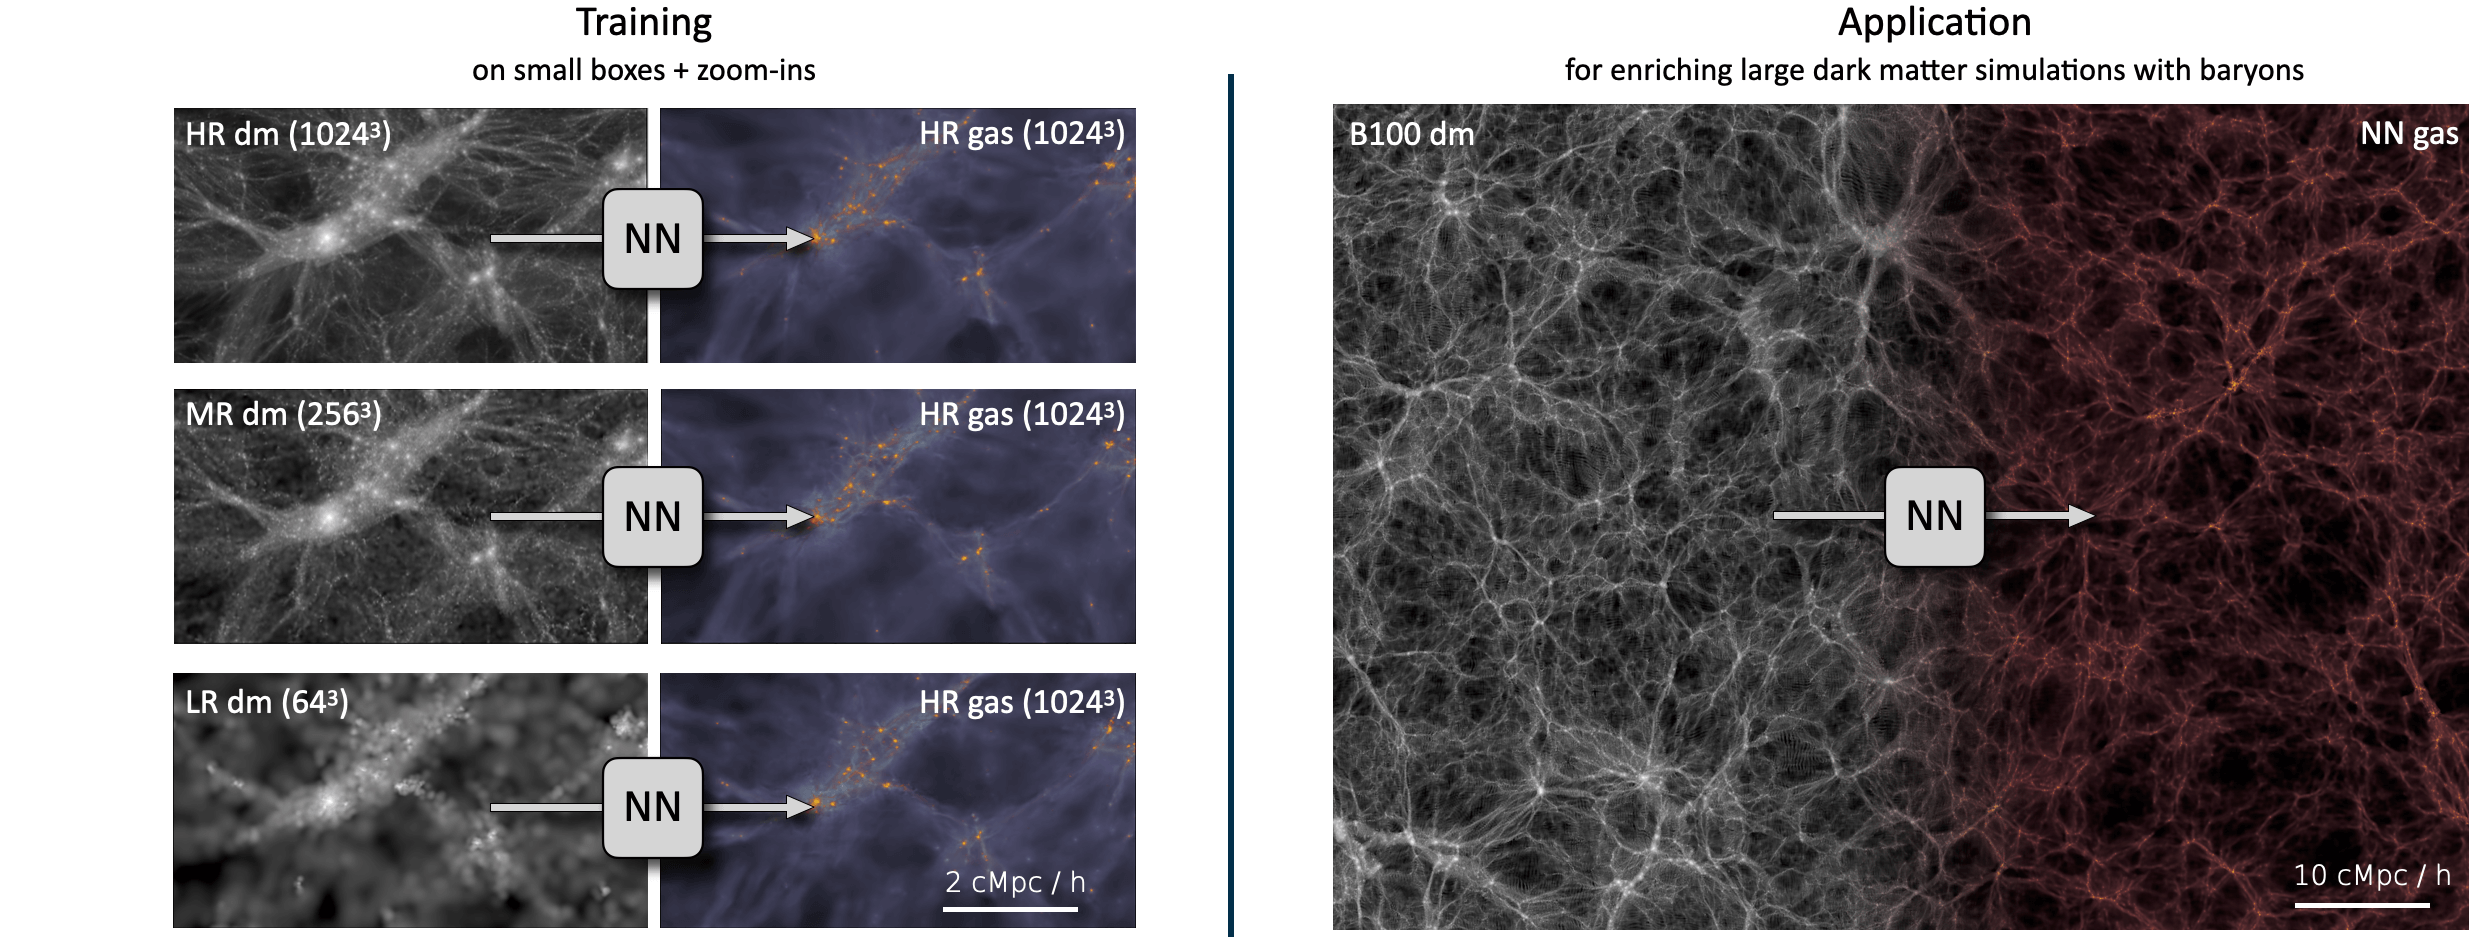 Training
on small boxes + zoom-ins
HR dm (1024³)
NN
HR gas (1024³)
MR dm (256³)
NN
HR gas (1024³)
LR dm (64³)
NN
HR gas (1024³)
2 cMpc / h
Application
for enriching large dark matter simulations with baryons
B100 dm
NN gas
NN
10 cMpc / h